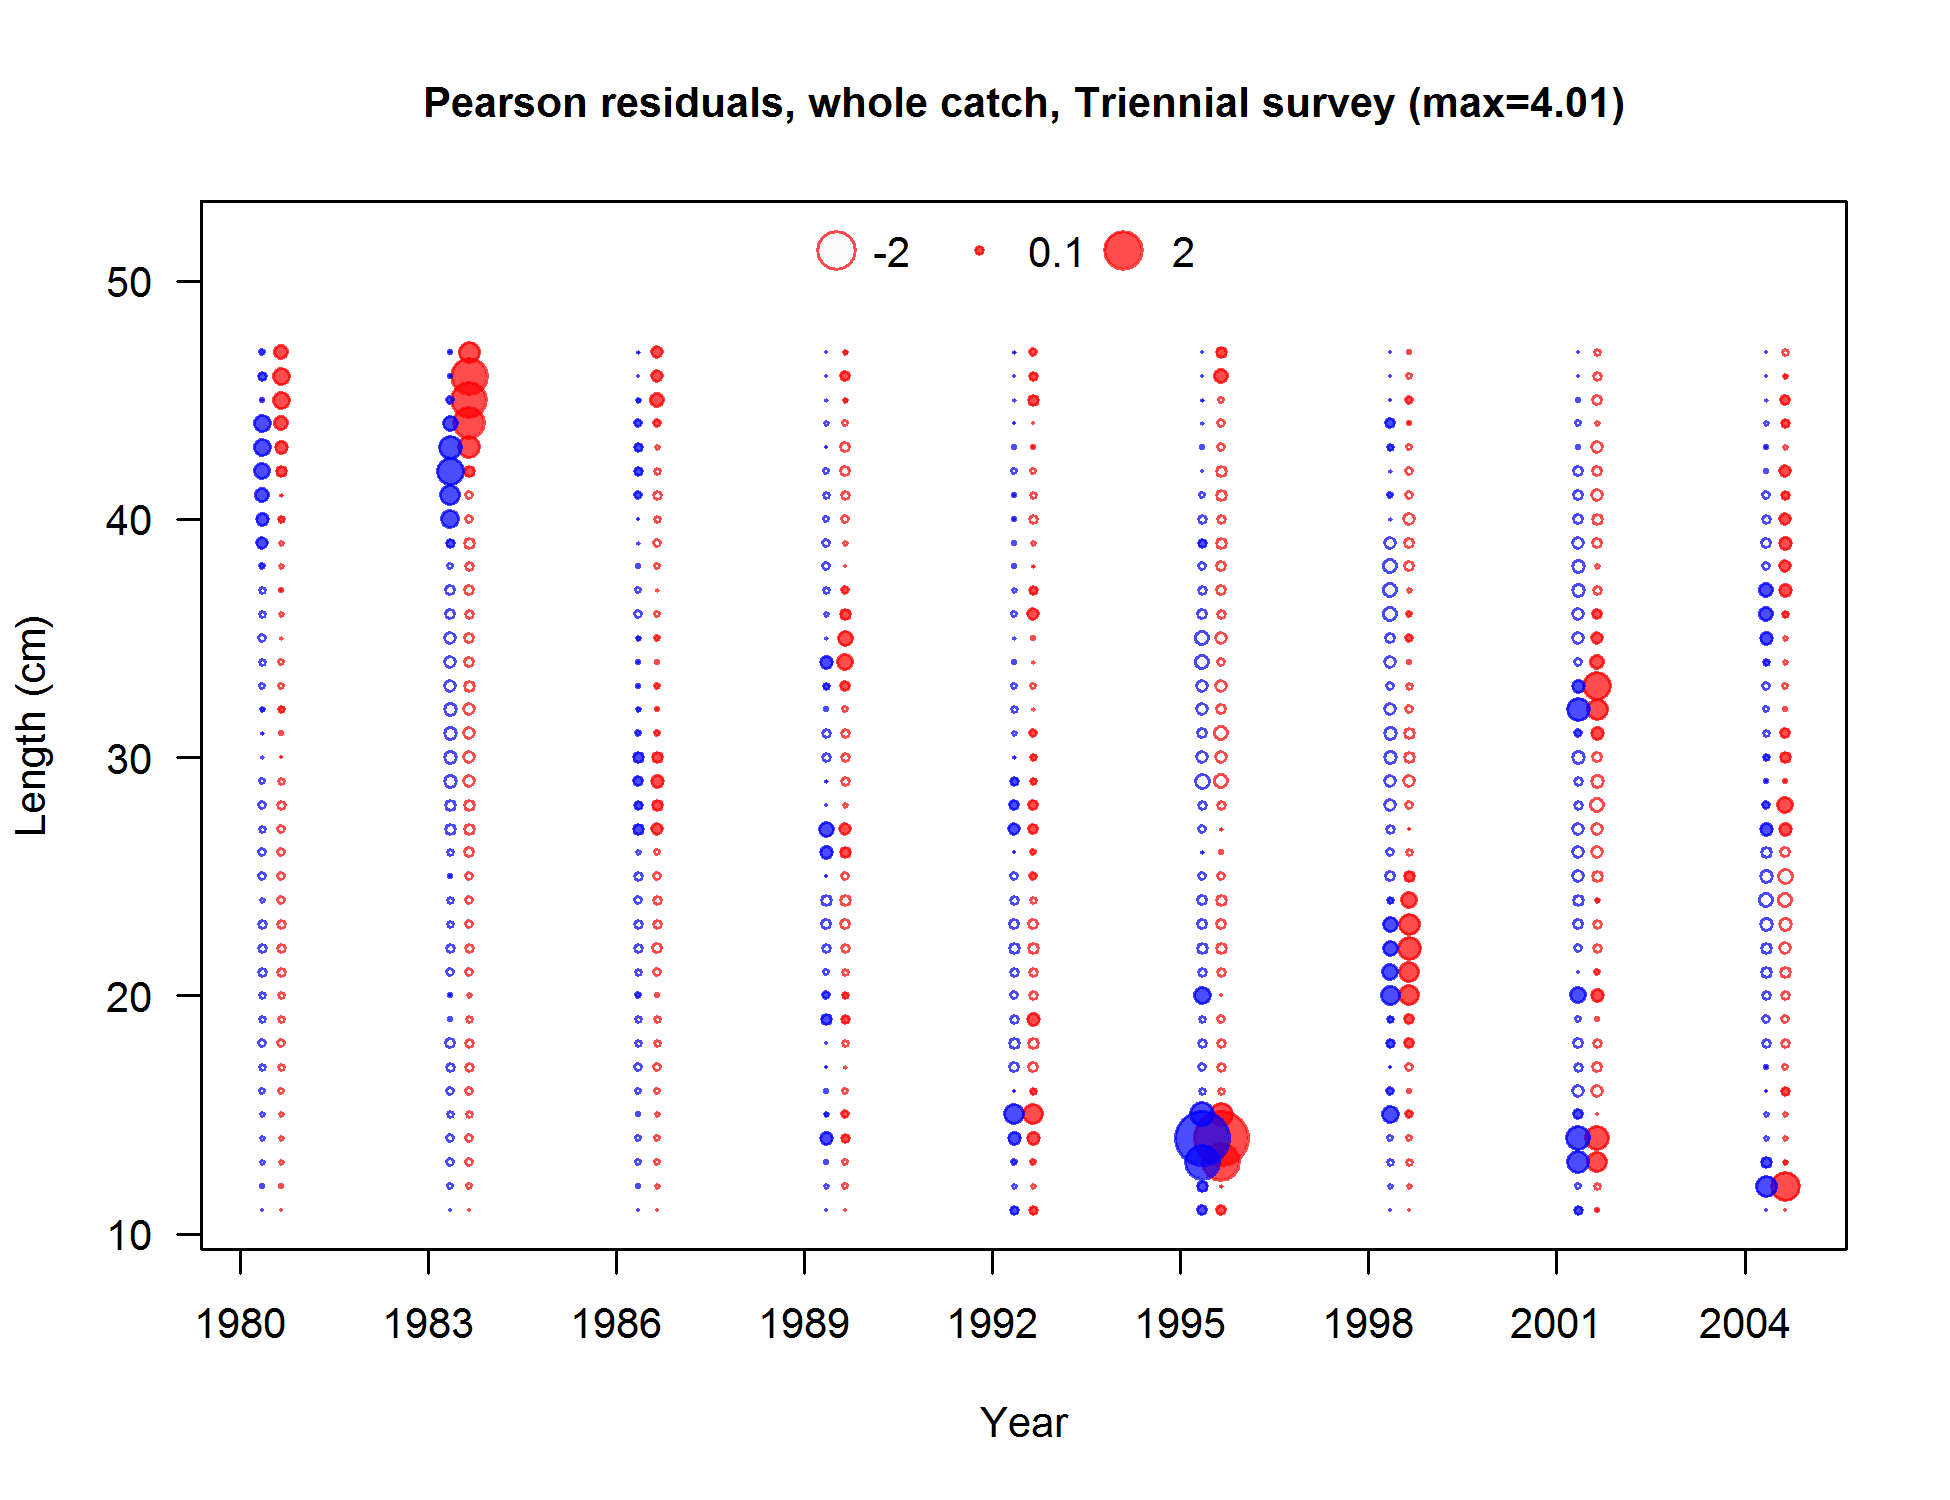 Pearson residuals, whole catch, Triennial survey (max=4.01)
-2 0.1 2
50
40
30
20
10
Length (cm)
1980 1983 1986 1989 1992 1995 1998 2001 2004
Year